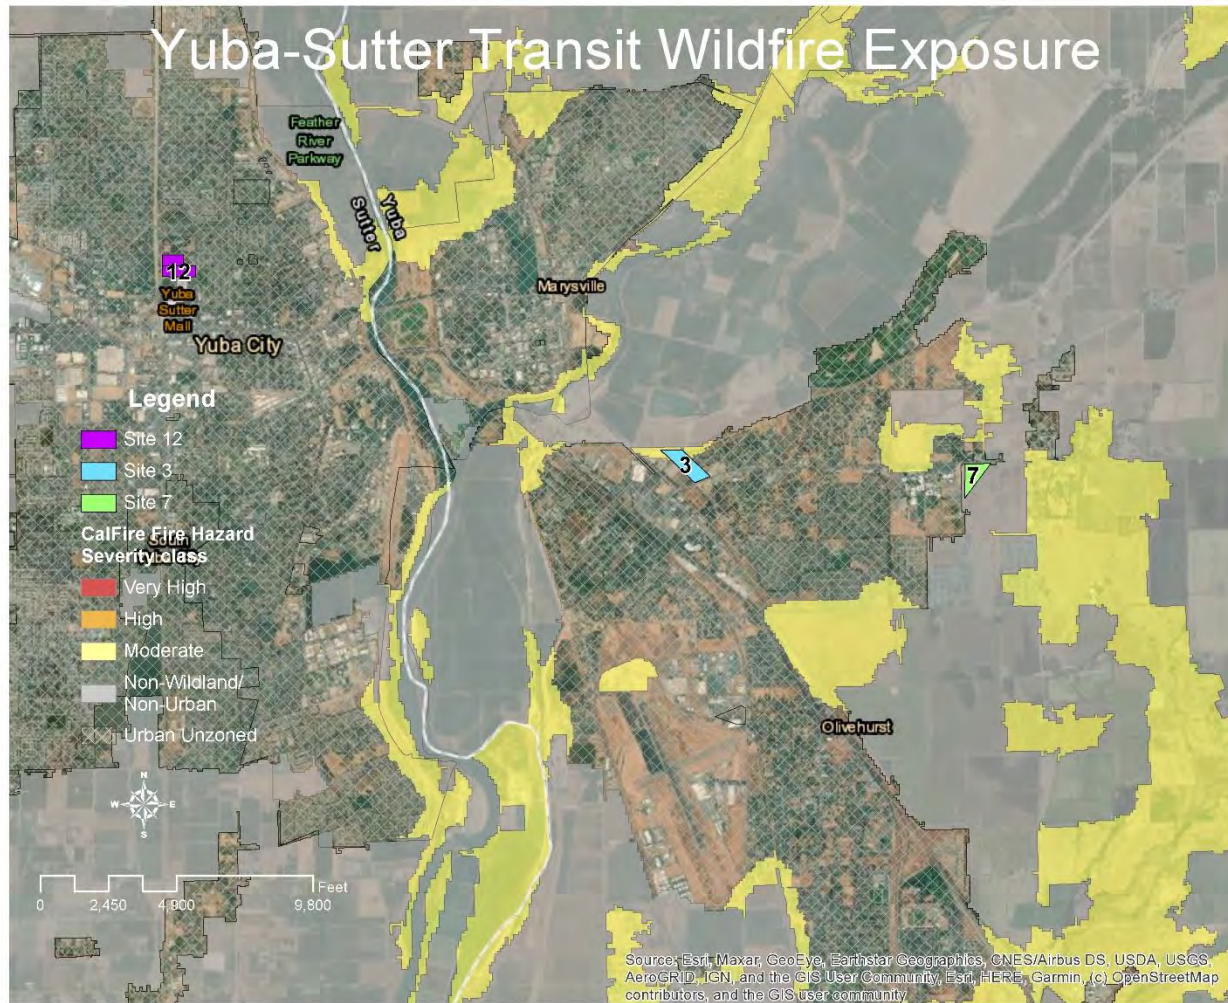 Yuba-Sutter Transit Wildfire Exposure
Feather
River
Parkway
Yuba
Sutter
12
Yuba
Sutter
Mall
Yuba City
Marysville
3
7
Legend
Site 12
Site 3
Site 7
CalFire Fire Hazard
Severity class
South
Very High
High
Moderate
Non-Wildland/
Non-Urban
Urban Unzoned
Olivehurst
N
W E
S
Feet
0 2,450 4,900 9,800
Source: Esri, Maxar, GeoEye, Earthstar Geographics, CNES/Airbus DS, USDA, USGS,
AeroGRID, IGN, and the GIS User Community, Esri, HERE, Garmin, (c) OpenStreetMap
contributors, and the GIS user community